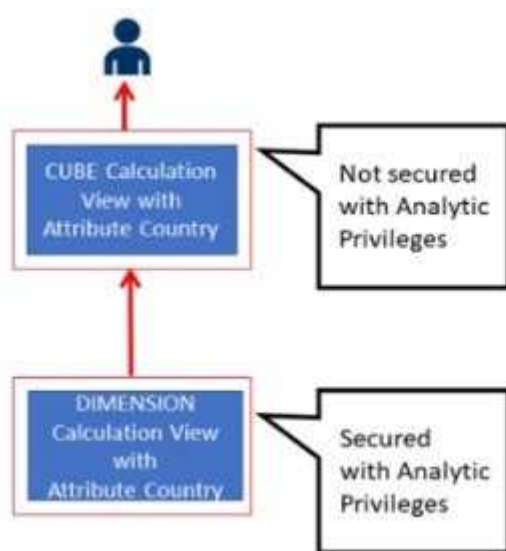 CUBE Calculation
View with
Attribute Country
Not secured
with Analytic
Privileges
DIMENSION
Calculation View
with
Attribute Country
Secured
with Analytic
Privileges